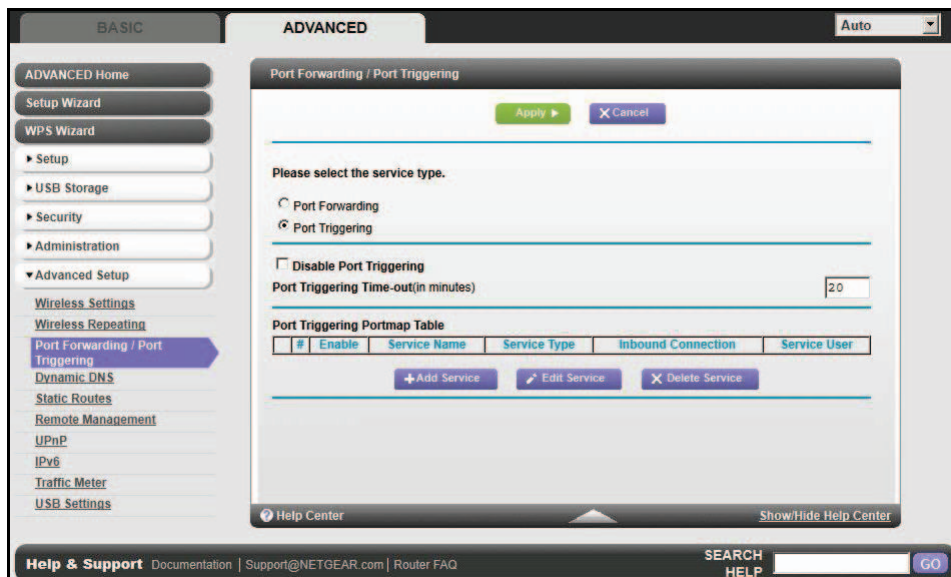 BASIC
ADVANCED
Auto
ADVANCED Home
Setup Wizard
WPS Wizard
Setup
USB Storage
Security
Administration
Advanced Setup
Wireless Settings
Wireless Repeating
Port Forwarding / Port
Triggering
Dynamic DNS
Static Routes
Remote Management
UPnP
IPv6
Traffic Meter
USB Settings
Port Forwarding / Port Triggering
Apply
Cancel
Please select the service type.
Port Forwarding
Port Triggering
Disable Port Triggering
Port Triggering Time-out(in minutes) 20
Port Triggering Portmap Table
# Enable Service Name Service Type Inbound Connection Service User
Add Service Edit Service Delete Service
Help Center Show/Hide Help Center
Help & Support Documentation | Support@NETGEAR.com | Router FAQ
SEARCH
HELP
GO